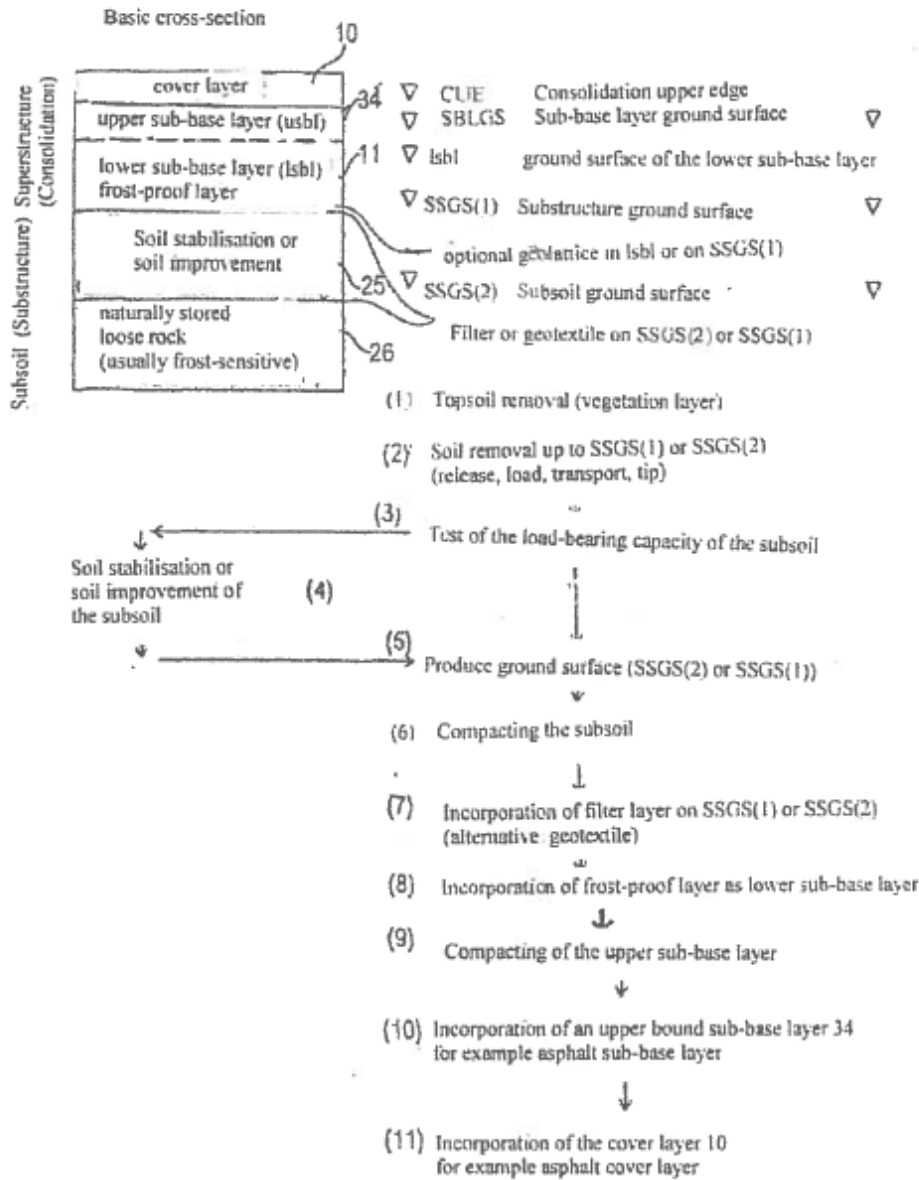 Basic cross-section
10
Subsoil (Substructure) Superstructure
(Consolidation)
cover layer
34
upper sub-base layer (usbl)
11
lower sub-base layer (lsbl)
frost-proof layer
Soil stabilisation or
soil improvement
25
naturally stored
loose rock
(usually frost-sensitive)
26
CUE Consolidation upper edge
SBLGS Sub-base layer ground surface
lsbl ground surface of the lower sub-base layer
SSGS(1) Substructure ground surface
optional geolattice in lsbl or on SSGS(1)
SSGS(2) Subsoil ground surface
Filter or geotextile on SSGS(2) or SSGS(1)
(1) Topsoil removal (vegetation layer)
(2) Soil removal up to SSGS(1) or SSGS(2)
(release, load, transport, tip)
(3)
Test of the load-bearing capacity of the subsoil
Soil stabilisation or
soil improvement of
the subsoil
(4)
(5)
Produce ground surface (SSGS(2) or SSGS(1))
(6) Compacting the subsoil
(7) Incorporation of filter layer on SSGS(1) or SSGS(2)
(alternative geotextile)
(8) Incorporation of frost-proof layer as lower sub-base layer
(9) Compacting of the upper sub-base layer
(10) Incorporation of an upper bound sub-base layer 34
for example asphalt sub-base layer
(11) Incorporation of the cover layer 10
for example asphalt cover layer